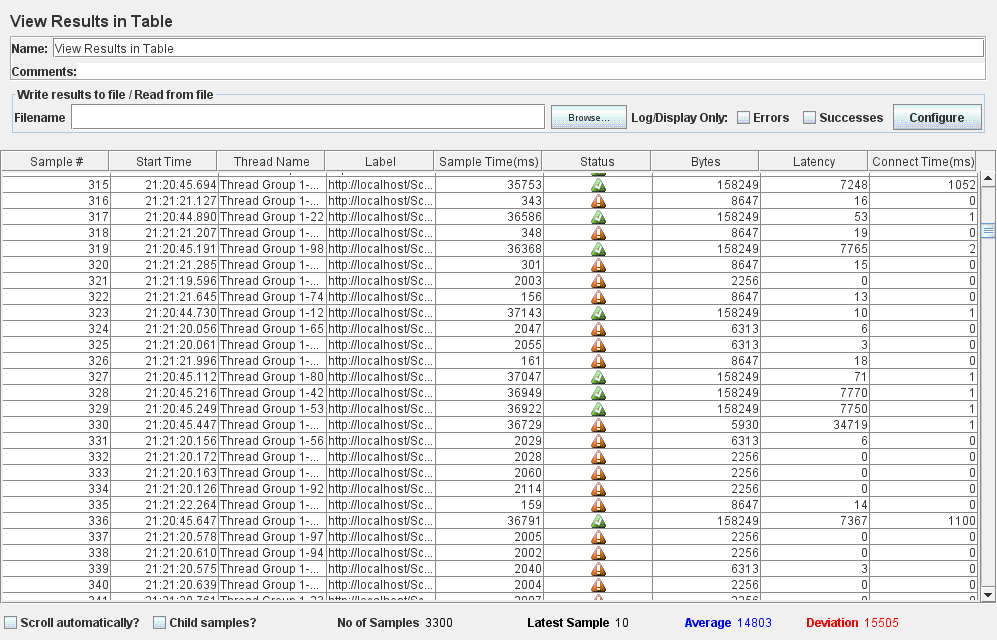 View Results in Table
Name: View Results in Table
Comments:
Write results to file / Read from file
Filename Browse... Log/Display Only: Errors Successes Configure
Sample # Start Time Thread Name Label Sample Time(ms) Status Bytes Latency Connect Time(ms)
315 21:20:45.694 Thread Group 1-... http://localhost/Sc... 35753 158249 7248 1052
316 21:21:21.127 Thread Group 1-... http://localhost/Sc... 343 8647 16 0
317 21:20:44.890 Thread Group 1-22 http://localhost/Sc... 36586 158249 53 1
318 21:21:21.207 Thread Group 1-... http://localhost/Sc... 348 8647 19 0
319 21:20:45.191 Thread Group 1-98 http://localhost/Sc... 36368 158249 7765 2
320 21:21:21.285 Thread Group 1-... http://localhost/Sc... 301 8647 15 0
321 21:21:19.596 Thread Group 1-... http://localhost/Sc... 2003 2256 0 0
322 21:21:21.645 Thread Group 1-74 http://localhost/Sc... 156 8647 13 0
323 21:20:44.730 Thread Group 1-12 http://localhost/Sc... 37143 158249 10 1
324 21:21:20.056 Thread Group 1-65 http://localhost/Sc... 2047 6313 6 0
325 21:21:20.061 Thread Group 1-... http://localhost/Sc... 2055 6313 3 0
326 21:21:21.996 Thread Group 1-... http://localhost/Sc... 161 8647 18 0
327 21:20:45.112 Thread Group 1-80 http://localhost/Sc... 37047 158249 71 1
328 21:20:45.216 Thread Group 1-42 http://localhost/Sc... 36949 158249 7770 1
329 21:20:45.249 Thread Group 1-53 http://localhost/Sc... 36922 158249 7750 1
330 21:20:45.447 Thread Group 1-... http://localhost/Sc... 36729 5930 34719 1
331 21:21:20.156 Thread Group 1-56 http://localhost/Sc... 2029 6313 6 0
332 21:21:20.172 Thread Group 1-... http://localhost/Sc... 2028 2256 0 0
333 21:21:20.163 Thread Group 1-... http://localhost/Sc... 2060 2256 0 0
334 21:21:20.126 Thread Group 1-92 http://localhost/Sc... 2114 2256 0 0
335 21:21:22.264 Thread Group 1-... http://localhost/Sc... 159 8647 14 0
336 21:20:45.647 Thread Group 1-... http://localhost/Sc... 36791 158249 7367 1100
337 21:21:20.578 Thread Group 1-97 http://localhost/Sc... 2005 2256 0 0
338 21:21:20.610 Thread Group 1-94 http://localhost/Sc... 2002 2256 0 0
339 21:21:20.575 Thread Group 1-... http://localhost/Sc... 2040 6313 3 0
340 21:21:20.639 Thread Group 1-... http://localhost/Sc... 2004 2256 0 0
Scroll automatically? Child samples? No of Samples 3300 Latest Sample 10 Average 14803 Deviation 15505